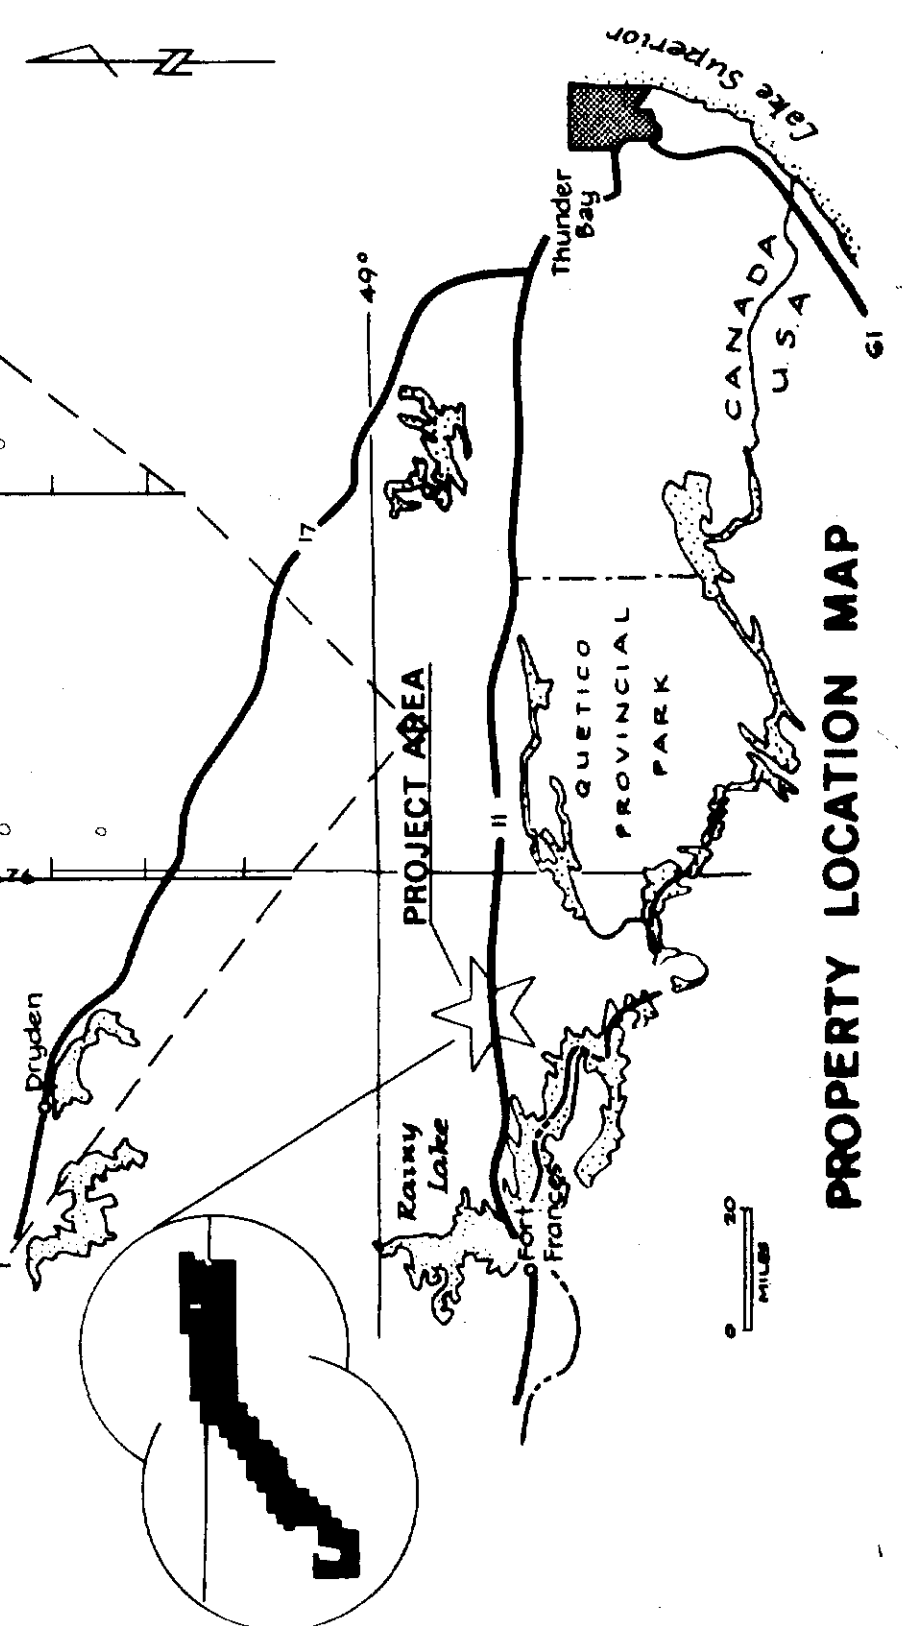 N
Lake Superior
Thunder
Bay
49°
17
Dryden
CANADA
U.S.A
61
PROJECT AREA
11
QUETICO
PROVINCIAL
PARK
Rainy
Lake
Fort
Frances
0 20
MILES
PROPERTY LOCATION MAP